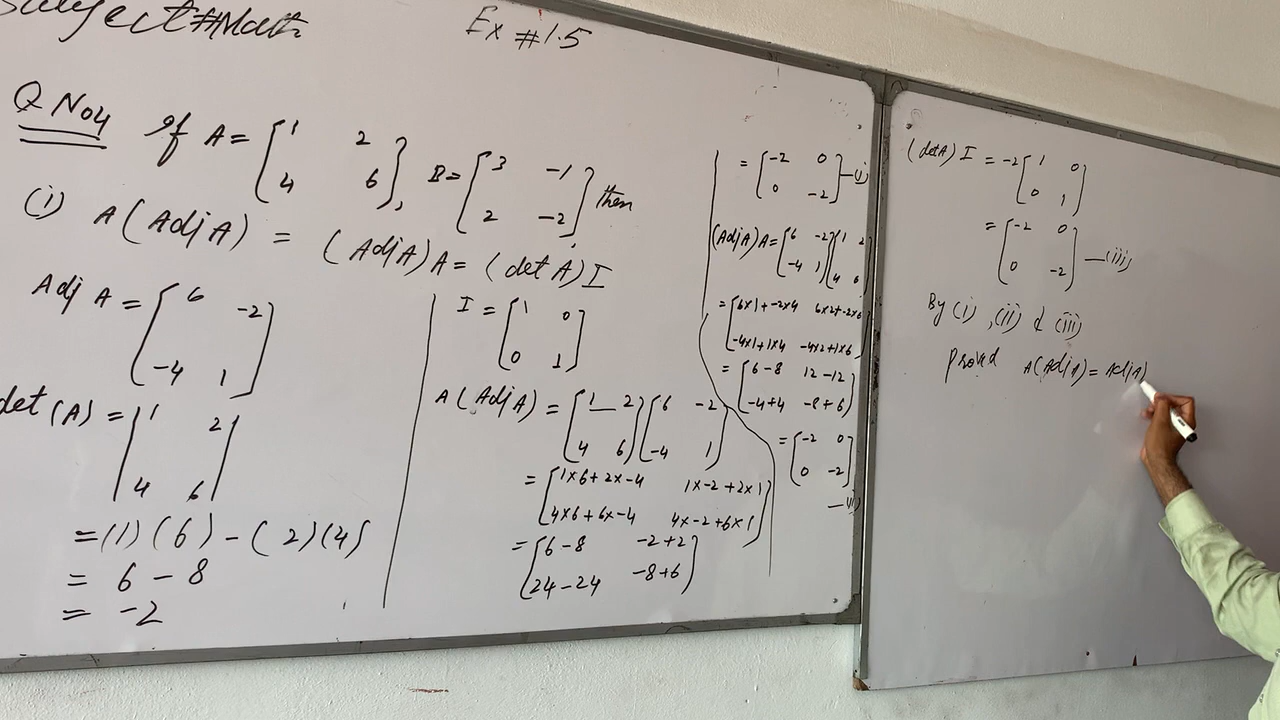 Subject#Math
Ex #1.5
Q No4 If A= [1 2
4 6], B= [3 -1
2 -2] then
(i) A(AdjA) = (AdjA)A= (detA)I
Adj A = [6 -2
-4 1]
det(A) = |1 2
4 6|
=(1)(6)-(2)(4)
= 6 - 8
= -2
I = [1 0
0 1]
A(AdjA) = [1 2
4 6] [6 -2
-4 1]
= [1×6+2×-4 1×-2+2×1
4×6+6×-4 4×-2+6×1]
= [6-8 -2+2
24-24 -8+6]
= [-2 0
0 -2] —(i)
(AdjA)A= [6 -2
-4 1] [1 2
4 6]
= [6×1+-2×4 6×2+-2×6
-4×1+1×4 -4×2+1×6]
= [6-8 12-12
-4+4 -8+6]
= [-2 0
0 -2]
—(ii)
(detA) I = -2 [1 0
0 1]
= [-2 0
0 -2] —(iii)
By (i) ,(ii) & (iii)
Proved A(AdjA)= AdjA)